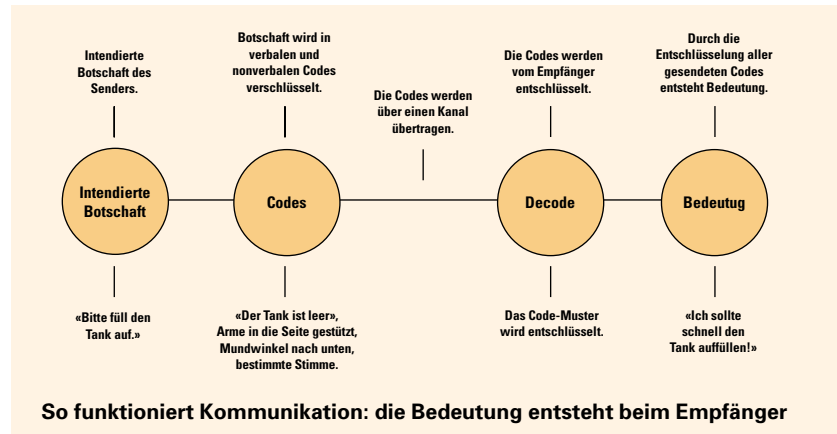 Intendierte
Botschaft des
Senders.
Botschaft wird in
verbalen und
nonverbalen Codes
verschlüsselt.
Die Codes werden
über einen Kanal
übertragen.
Die Codes werden
vom Empfänger
entschlüsselt.
Durch die
Entschlüsselung aller
gesendeten Codes
entsteht Bedeutung.
Intendierte
Botschaft
Codes
Decode
Bedeutug
«Bitte füll den
Tank auf.»
«Der Tank ist leer»,
Arme in die Seite gestützt,
Mundwinkel nach unten,
bestimmte Stimme.
Das Code-Muster
wird entschlüsselt.
«Ich sollte
schnell den
Tank auffüllen!»
So funktioniert Kommunikation: die Bedeutung entsteht beim Empfänger